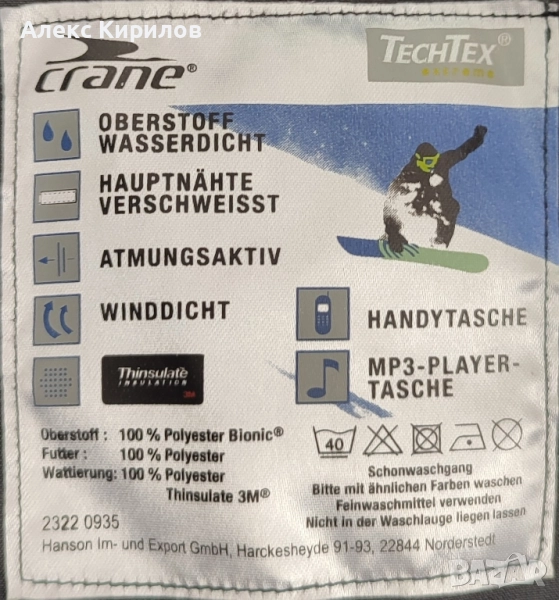 Алекс Кирилов
crane®
TECHTEX®
extreme
OBERSTOFF
WASSERDICHT
HAUPTNÄHTE
VERSCHWEISST
ATMUNGSAKTIV
WINDDICHT
HANDYTASCHE
Thinsulate
INSULATION
3M
MP3-PLAYER-
TASCHE
Oberstoff : 100 % Polyester Bionic®
Futter : 100 % Polyester
Wattierung: 100 % Polyester
Thinsulate 3M®
40
Schonwaschgang
Bitte mit ähnlichen Farben waschen
Feinwaschmittel verwenden
Nicht in der Waschlauge liegen lassen
2322 0935
Hanson Im- und Export GmbH, Harckesheyde 91-93, 22844 Norderstedt
BAZAR